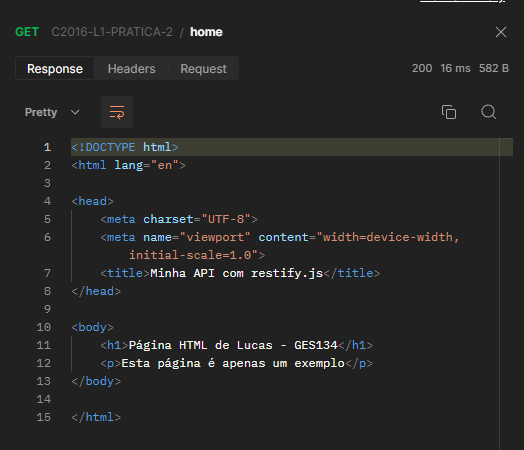 GET C2016-L1-PRATICA-2 / home
Response Headers Request 200 16 ms 582 B
Pretty
1 <!DOCTYPE html>
2 <html lang="en">
3
4 <head>
5 <meta charset="UTF-8">
6 <meta name="viewport" content="width=device-width,
initial-scale=1.0">
7 <title>Minha API com restify.js</title>
8 </head>
9
10 <body>
11 <h1>Página HTML de Lucas - GES134</h1>
12 <p>Esta página é apenas um exemplo</p>
13 </body>
14
15 </html>